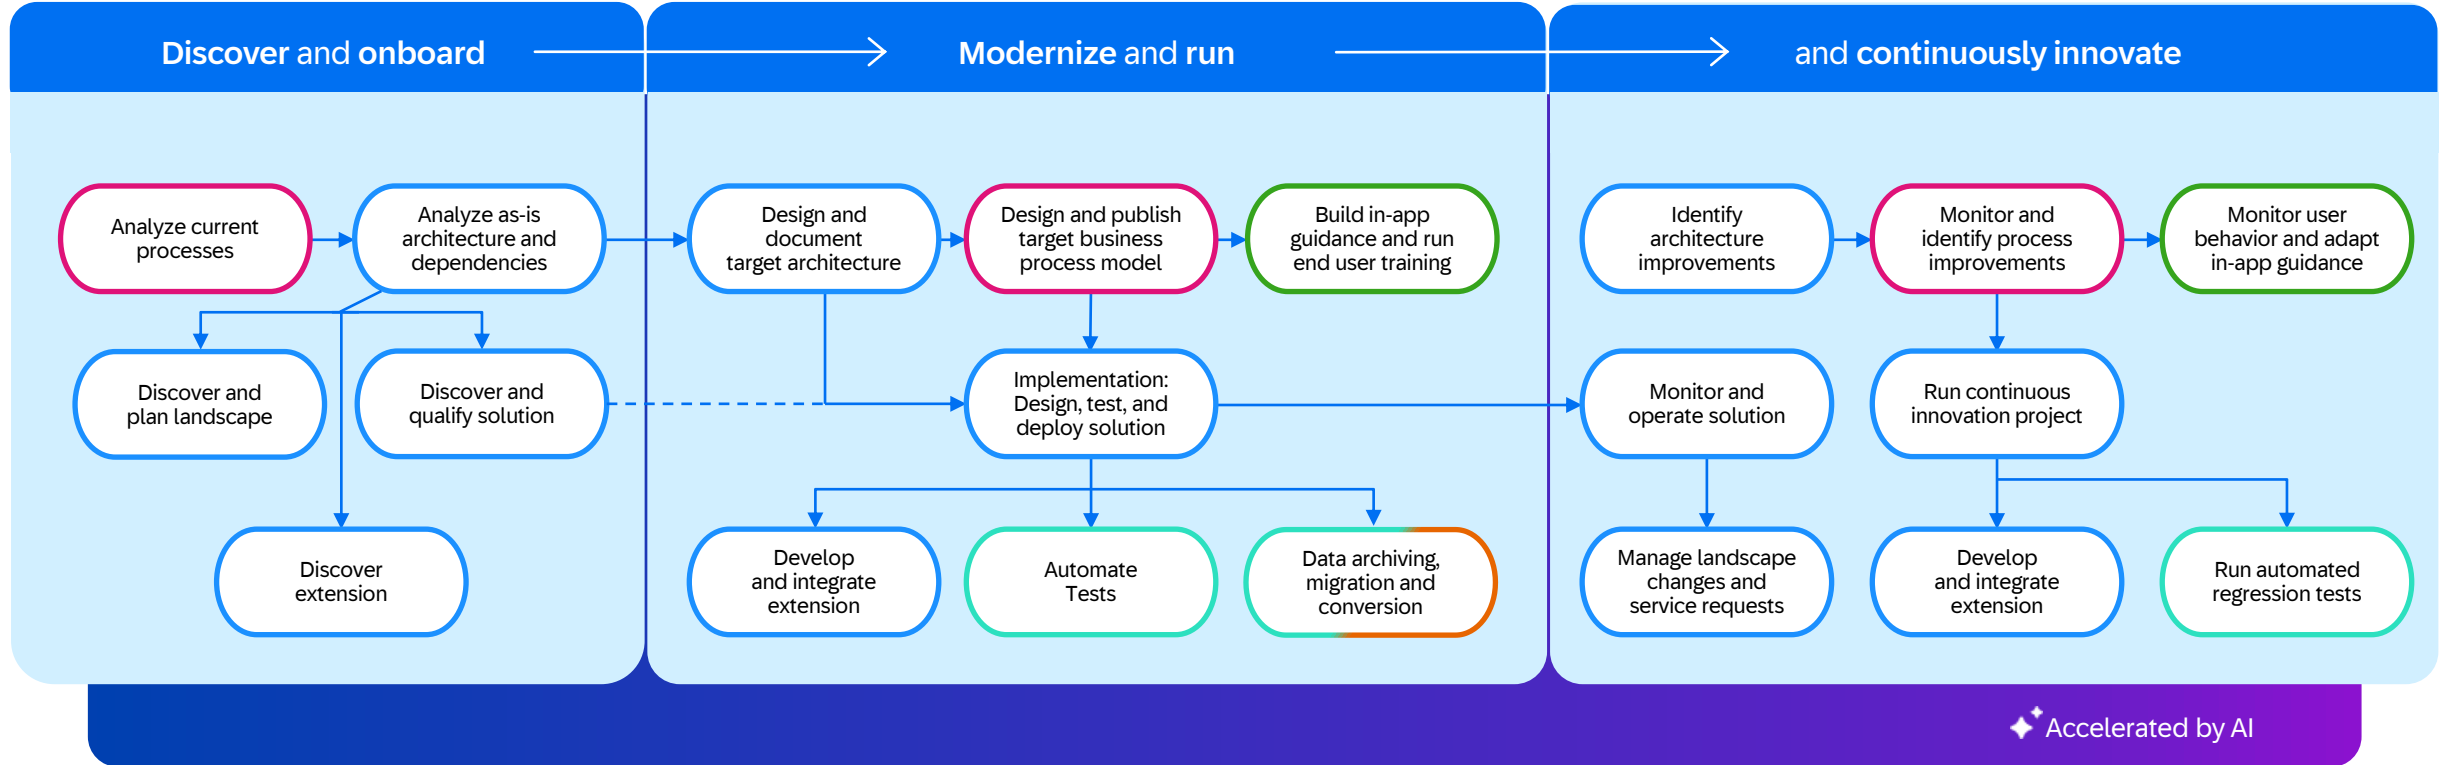 Discover and onboard
Modernize and run
and continuously innovate
Analyze current
processes
Analyze as-is
architecture and
dependencies
Discover and
plan landscape
Discover and
qualify solution
Discover
extension
Design and
document
target architecture
Design and publish
target business
process model
Build in-app
guidance and run
end user training
Implementation:
Design, test, and
deploy solution
Develop
and integrate
extension
Automate
Tests
Data archiving,
migration and
conversion
Identify
architecture
improvements
Monitor and
identify process
improvements
Monitor user
behavior and adapt
in-app guidance
Monitor and
operate solution
Run continuous
innovation project
Manage landscape
changes and
service requests
Develop
and integrate
extension
Run automated
regression tests
Accelerated by AI